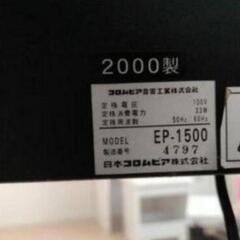 2000製
コロムビア音響工業株式会社
定格電圧 100V
定格消費電力 33W
定格周波数 50Hz 60Hz
MODEL EP-1500
製造番号 4797
日本コロムビア株式会社